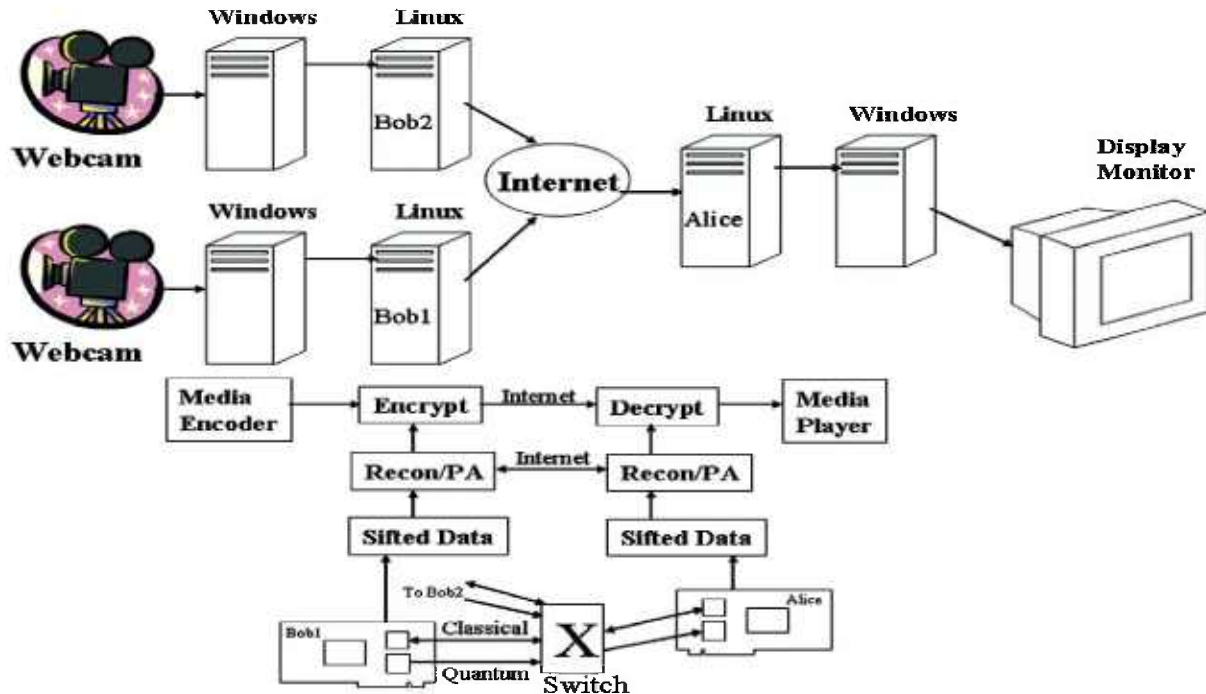 Windows
Linux
Bob2
Webcam
Internet
Linux
Windows
Alice
Display
Monitor
Windows
Linux
Bob1
Webcam
Media
Encoder
Encrypt
Internet
Decrypt
Media
Player
Recon/PA
Internet
Recon/PA
Sifted Data
Sifted Data
To Bob2
Bob1
Classical
X
Alice
Quantum
Switch